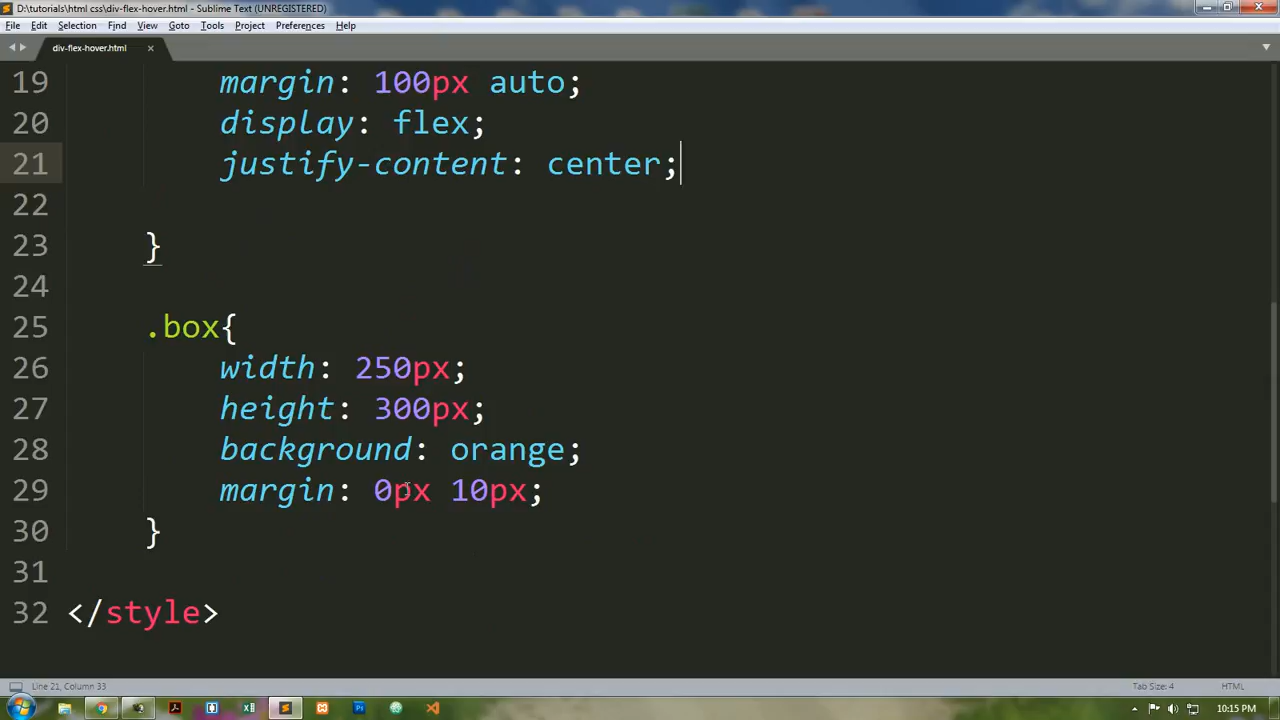 D:\tutorials\html css\div-flex-hover.html - Sublime Text (UNREGISTERED)
File Edit Selection Find View Goto Tools Project Preferences Help
div-flex-hover.html
19 margin: 100px auto;
20 display: flex;
21 justify-content: center;
22
23 }
24
25 .box{
26 width: 250px;
27 height: 300px;
28 background: orange;
29 margin: 0px 10px;
30 }
31
32 </style>
Line 21, Column 33 Tab Size: 4 HTML
10:15 PM